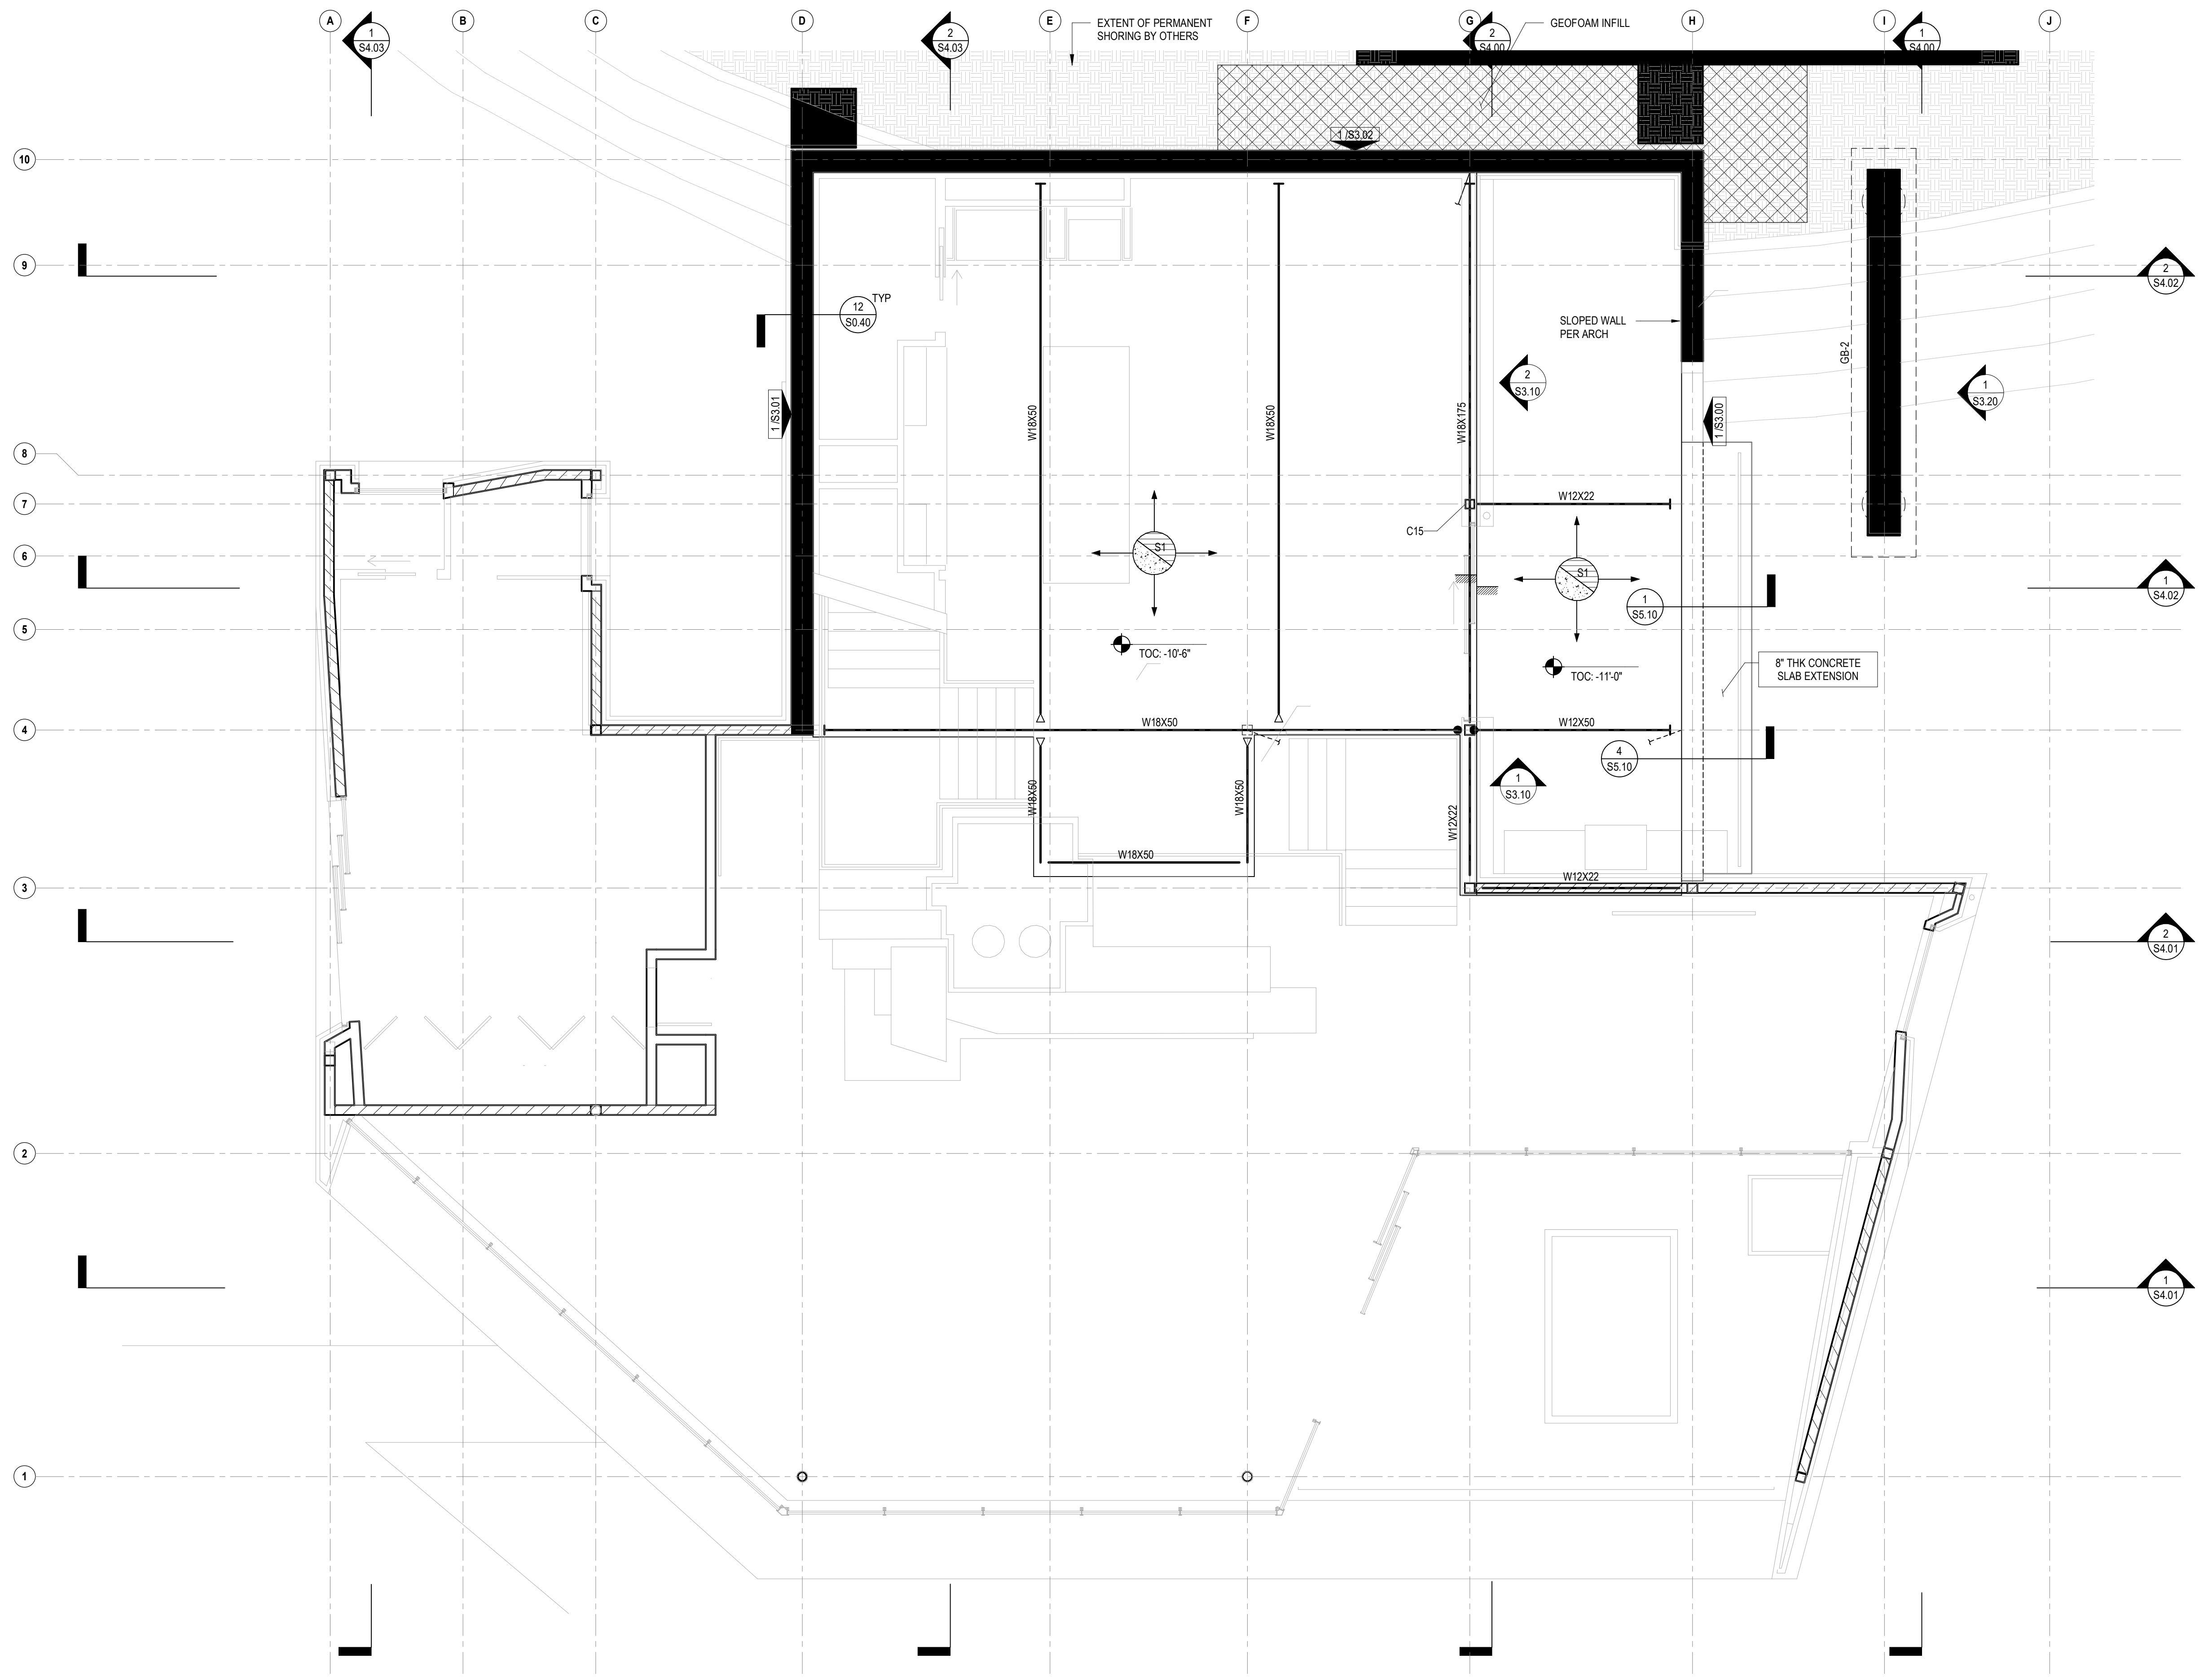 A
B
C
D
E
F
G
H
I
J
1
S4.03
2
S4.03
EXTENT OF PERMANENT
SHORING BY OTHERS
2
S4.00
GEOFOAM INFILL
1
S4.00
10
1 /S3.02
9
2
S4.02
12
S0.40
TYP
SLOPED WALL
PER ARCH
GB-2
2
S3.10
1
S3.20
1 /S3.01
W18X50
W18X50
W18X175
1 /S3.00
8
7
W12X22
C15
6
S1
S1
1
S4.02
1
S5.10
5
TOC: -10'-6"
TOC: -11'-0"
8" THK CONCRETE
SLAB EXTENSION
4
W18X50
W12X50
4
S5.10
1
S3.10
W18X50
W18X50
W12X22
W18X50
3
W12X22
2
S4.01
2
1
S4.01
1